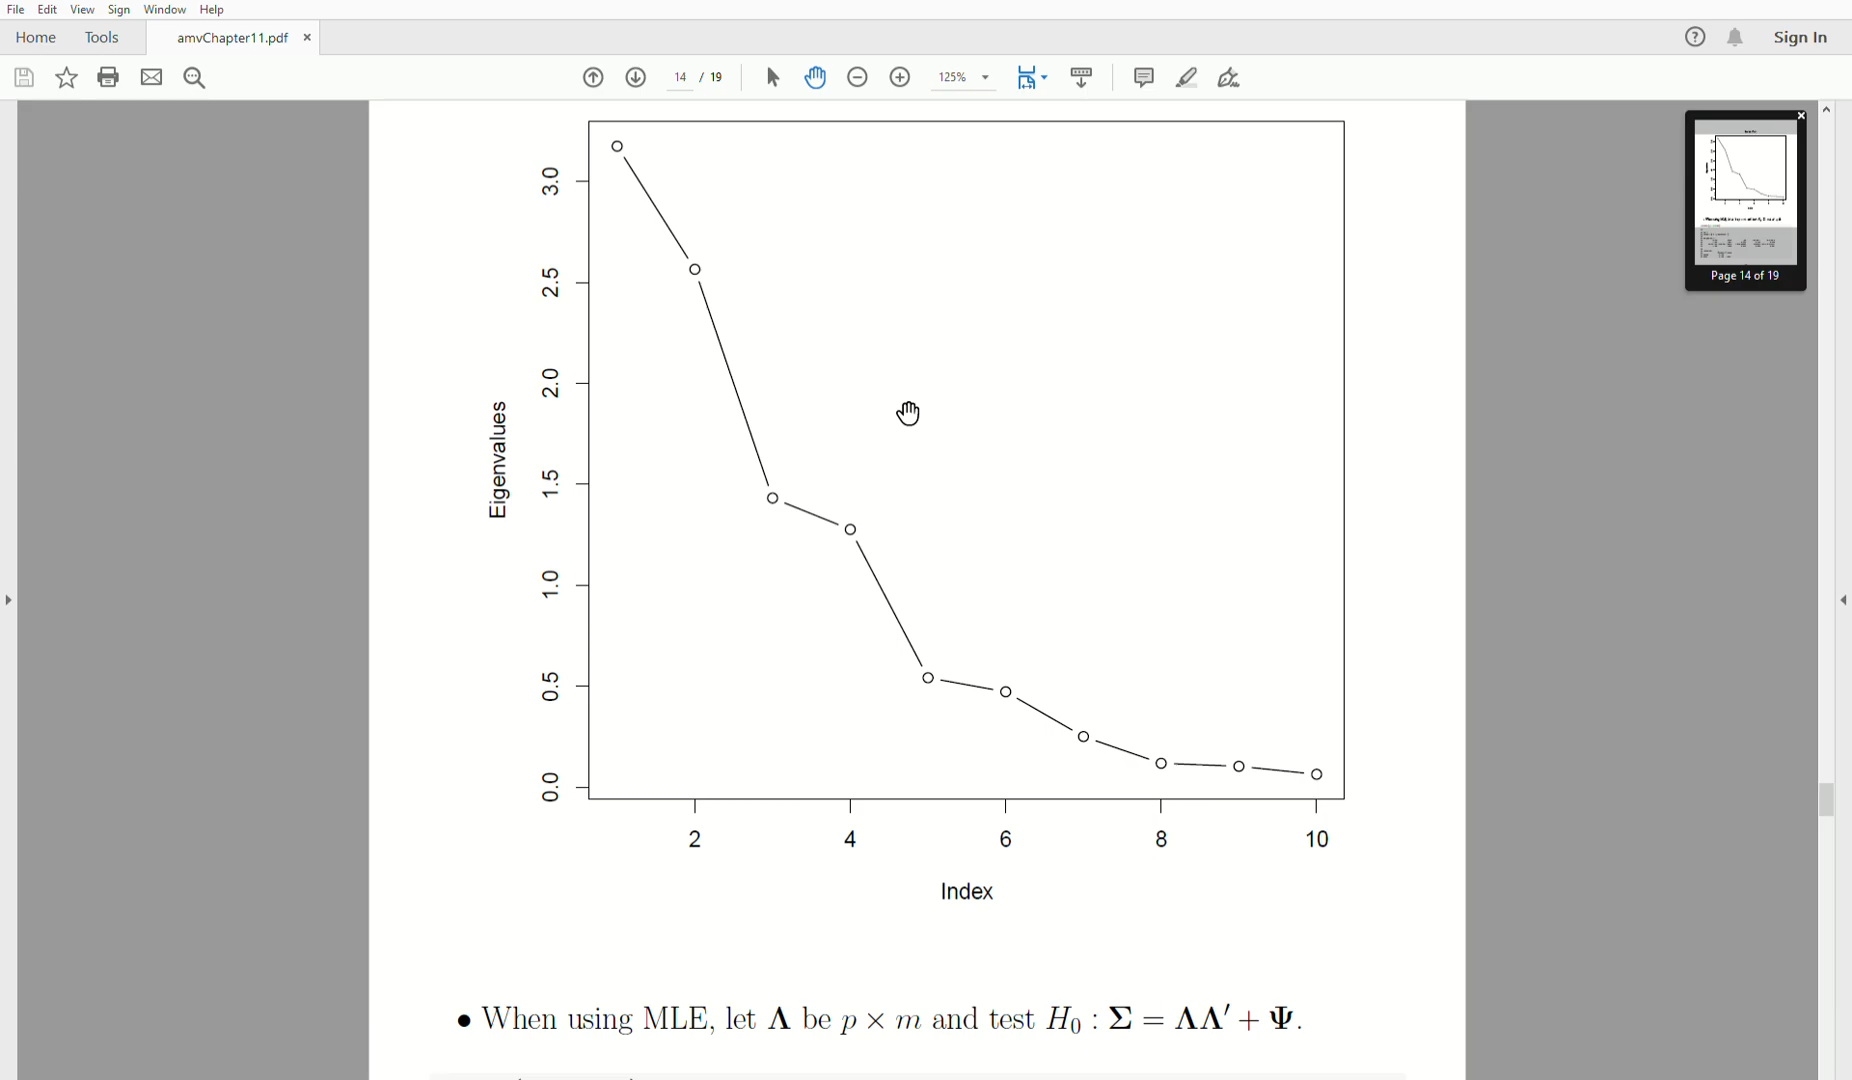 File Edit View Sign Window Help
Home Tools amvChapter11.pdf × Sign In
14 / 19 125%
3.0
2.5
2.0
1.5
1.0
0.5
0.0
Eigenvalues
2 4 6 8 10
Index
• When using MLE, let Λ be p × m and test H₀ : Σ = ΛΛ′ + Ψ.
Page 14 of 19